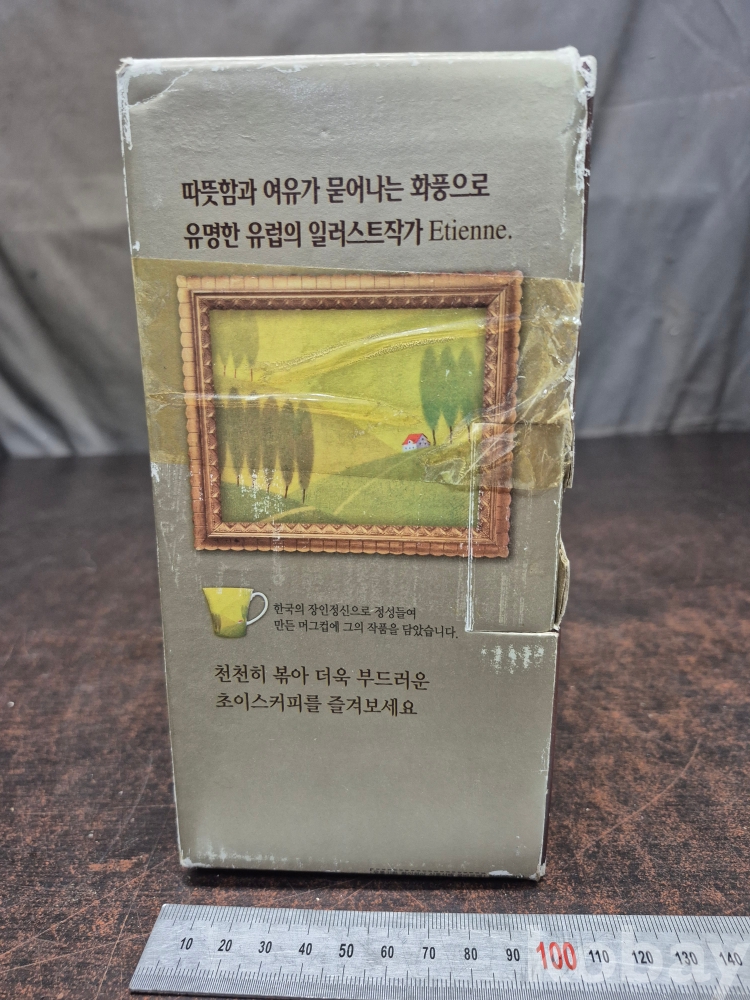 따뜻함과 여유가 묻어나는 화풍으로
유명한 유럽의 일러스트작가 Etienne.
한국의 장인정신으로 정성들여
만든 머그컵에 그의 작품을 담았습니다.
천천히 볶아 더욱 부드러운
초이스커피를 즐겨보세요
10 20 30 40 50 60 70 80 90 100 110 120 130 140
kobay